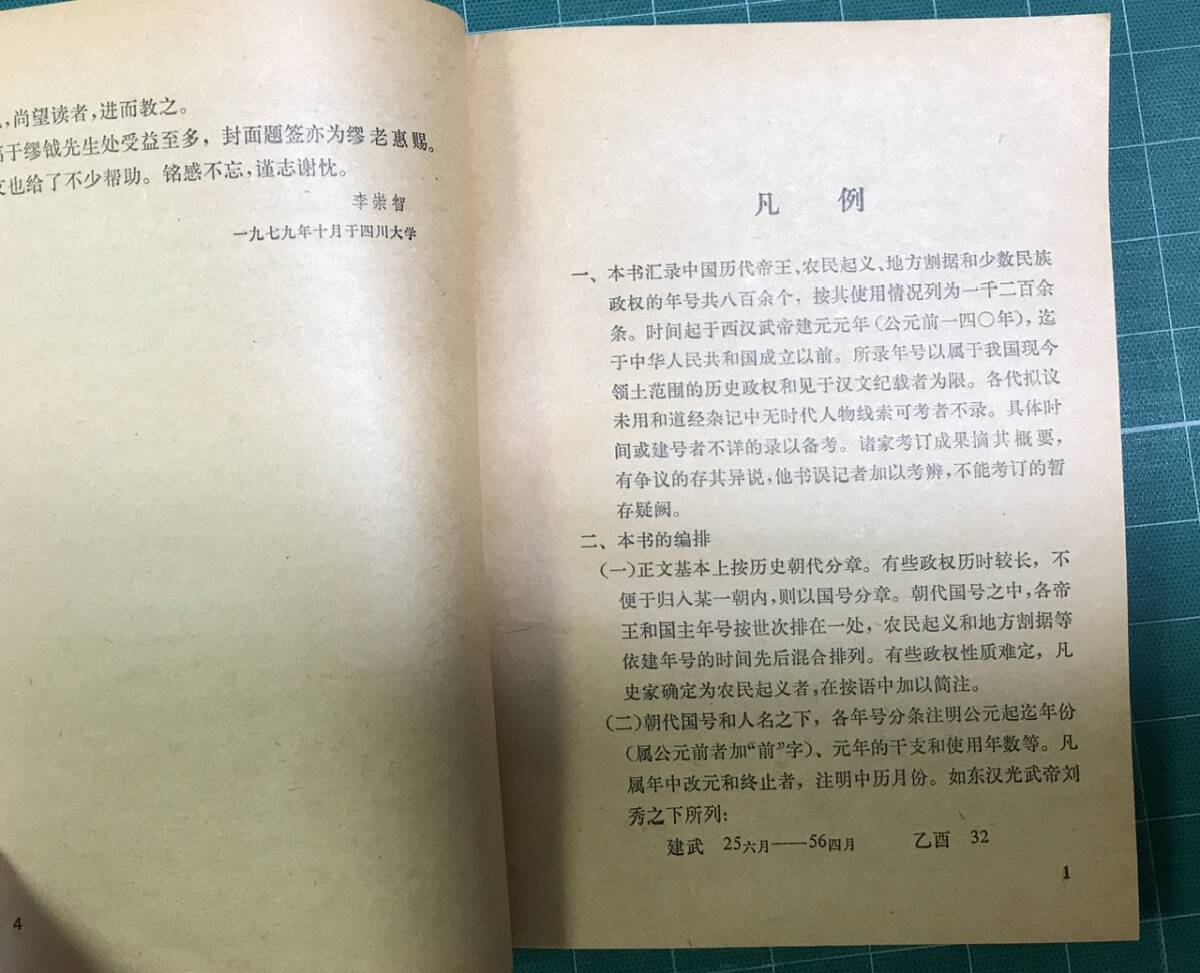 ,尚望读者,进而教之。
于缪钺先生处受益至多，封面题签亦为缪老惠赐。
也给了不少帮助。铭感不忘,谨志谢忱。
李崇智
一九七九年十月于四川大学
4
凡 例
一、本书汇录中国历代帝王、农民起义、地方割据和少数民族
政权的年号共八百余个，按其使用情况列为一千二百余
条。时间起于西汉武帝建元元年（公元前一四〇年），迄
于中华人民共和国成立以前。所录年号以属于我国现今
领土范围的历史政权和见于汉文纪载者为限。各代拟议
未用和道经杂记中无时代人物线索可考者不录。具体时
间或建号者不详的录以备考。诸家考订成果摘其概要，
有争议的存其异说，他书误记者加以考辨，不能考订的暂
存疑阙。
二、本书的编排
（一）正文基本上按历史朝代分章。有些政权历时较长，不
便于归入某一朝内，则以国号分章。朝代国号之中，各帝
王和国主年号按世次排在一处，农民起义和地方割据等
依建年号的时间先后混合排列。有些政权性质难定，凡
史家确定为农民起义者，在按语中加以简注。
（二）朝代国号和人名之下，各年号分条注明公元起迄年份
（属公元前者加“前”字）、元年的干支和使用年数等。凡
属年中改元和终止者，注明中历月份。如东汉光武帝刘
秀之下所列：
建武 25六月——56四月 乙酉 32
1